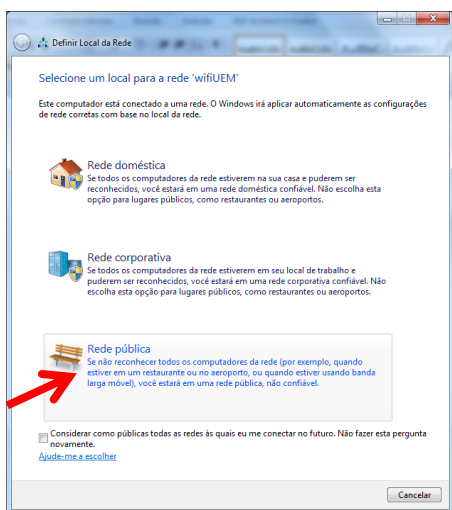 Definir Local da Rede
Selecione um local para a rede 'wifiUEM'
Este computador está conectado a uma rede. O Windows irá aplicar automaticamente as configurações
de rede corretas com base no local da rede.
Rede doméstica
Se todos os computadores da rede estiverem na sua casa e puderem ser
reconhecidos, você estará em uma rede doméstica confiável. Não escolha esta
opção para lugares públicos, como restaurantes ou aeroportos.
Rede corporativa
Se todos os computadores da rede estiverem em seu local de trabalho e
puderem ser reconhecidos, você estará em uma rede corporativa confiável. Não
escolha esta opção para lugares públicos, como restaurantes ou aeroportos.
Rede pública
Se não reconhecer todos os computadores da rede (por exemplo, quando
estiver em um restaurante ou no aeroporto, ou quando estiver usando banda
larga móvel), você estará em uma rede pública, não confiável.
Considerar como públicas todas as redes às quais eu me conectar no futuro. Não fazer esta pergunta
novamente.
Ajude-me a escolher
Cancelar